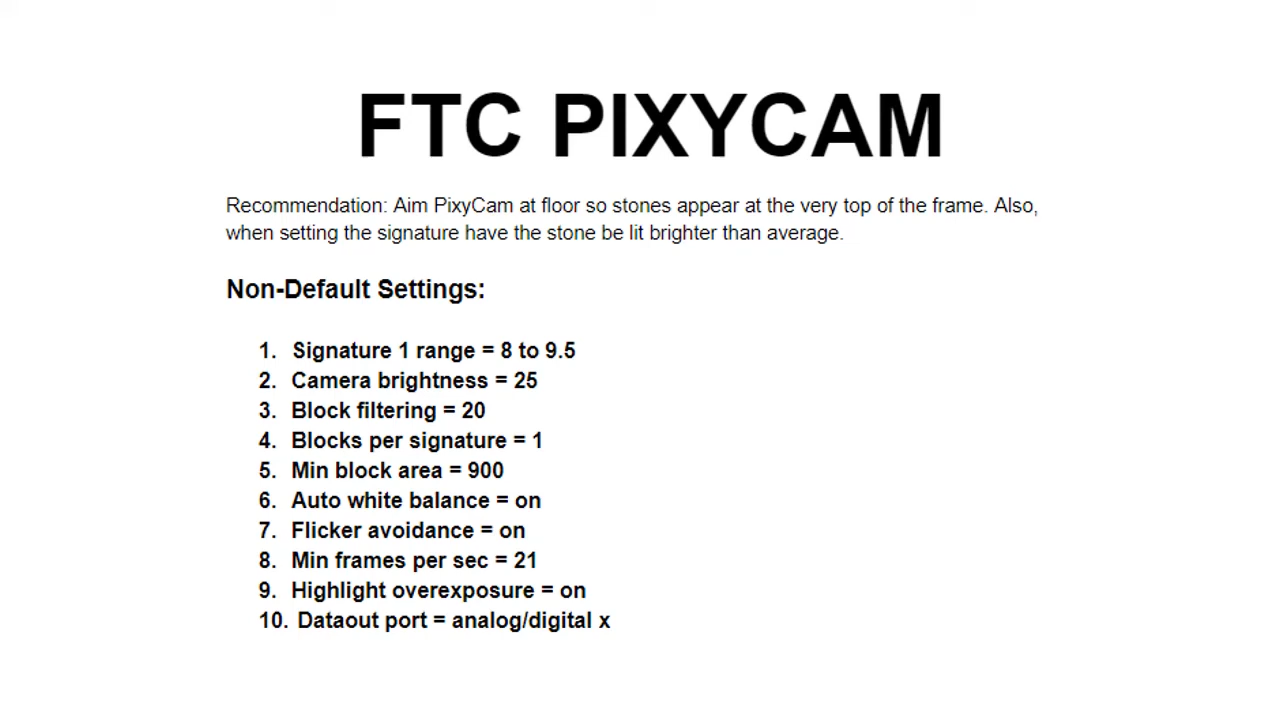 FTC PIXYCAM
Recommendation: Aim PixyCam at floor so stones appear at the very top of the frame. Also,
when setting the signature have the stone be lit brighter than average.
Non-Default Settings:
1. Signature 1 range = 8 to 9.5
2. Camera brightness = 25
3. Block filtering = 20
4. Blocks per signature = 1
5. Min block area = 900
6. Auto white balance = on
7. Flicker avoidance = on
8. Min frames per sec = 21
9. Highlight overexposure = on
10. Dataout port = analog/digital x